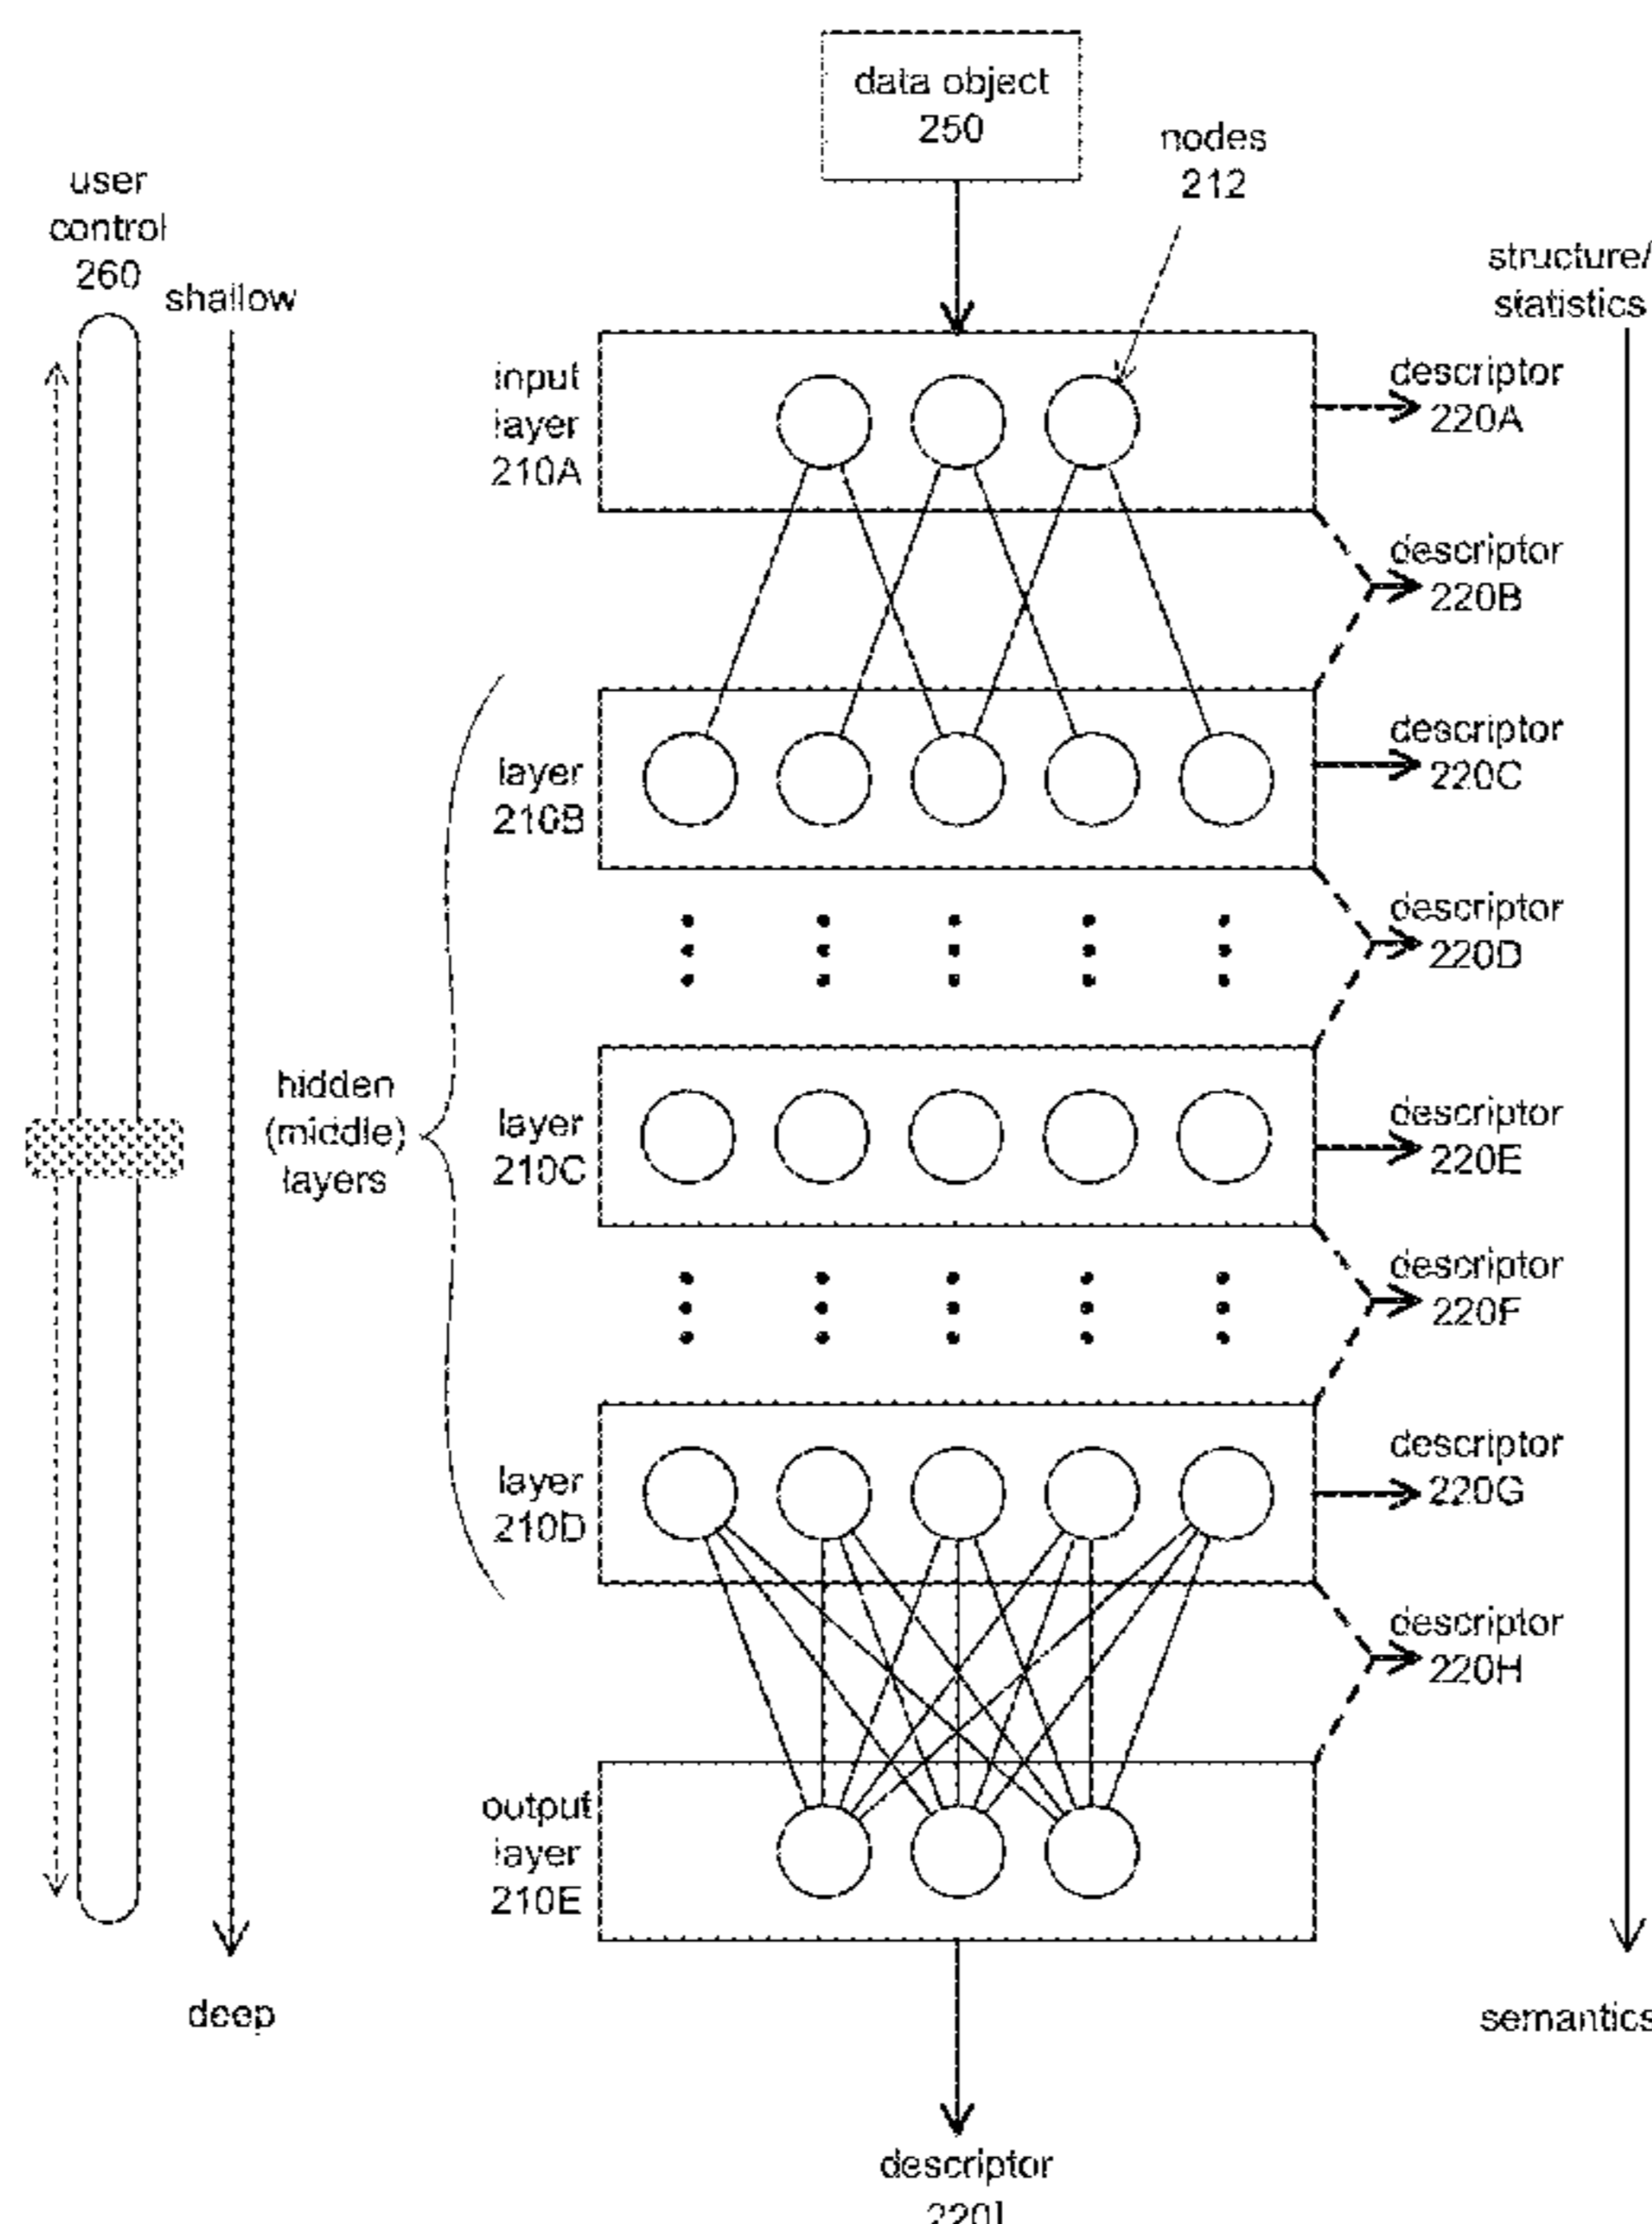 data object
250
nodes
212
user
control
260
shallow
structure/
statistics
input
layer
210A
descriptor
220A
descriptor
220B
layer
210B
descriptor
220C
descriptor
220D
hidden
(middle)
layers
layer
210C
descriptor
220E
descriptor
220F
layer
210D
descriptor
220G
descriptor
220H
output
layer
210E
deep
semantics
descriptor
220I